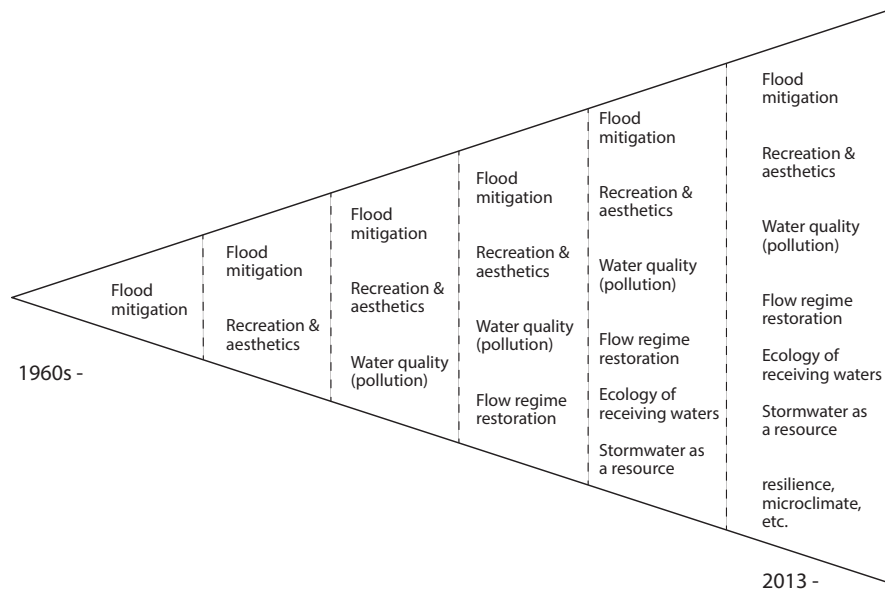 Flood
mitigation
1960s -
Flood
mitigation
Recreation &
aesthetics
Flood
mitigation
Recreation &
aesthetics
Water quality
(pollution)
Flood
mitigation
Recreation &
aesthetics
Water quality
(pollution)
Flow regime
restoration
Flood
mitigation
Recreation &
aesthetics
Water quality
(pollution)
Flow regime
restoration
Ecology of
receiving waters
Stormwater as
a resource
Flood
mitigation
Recreation &
aesthetics
Water quality
(pollution)
Flow regime
restoration
Ecology of
receiving waters
Stormwater as
a resource
resilience,
microclimate,
etc.
2013 -